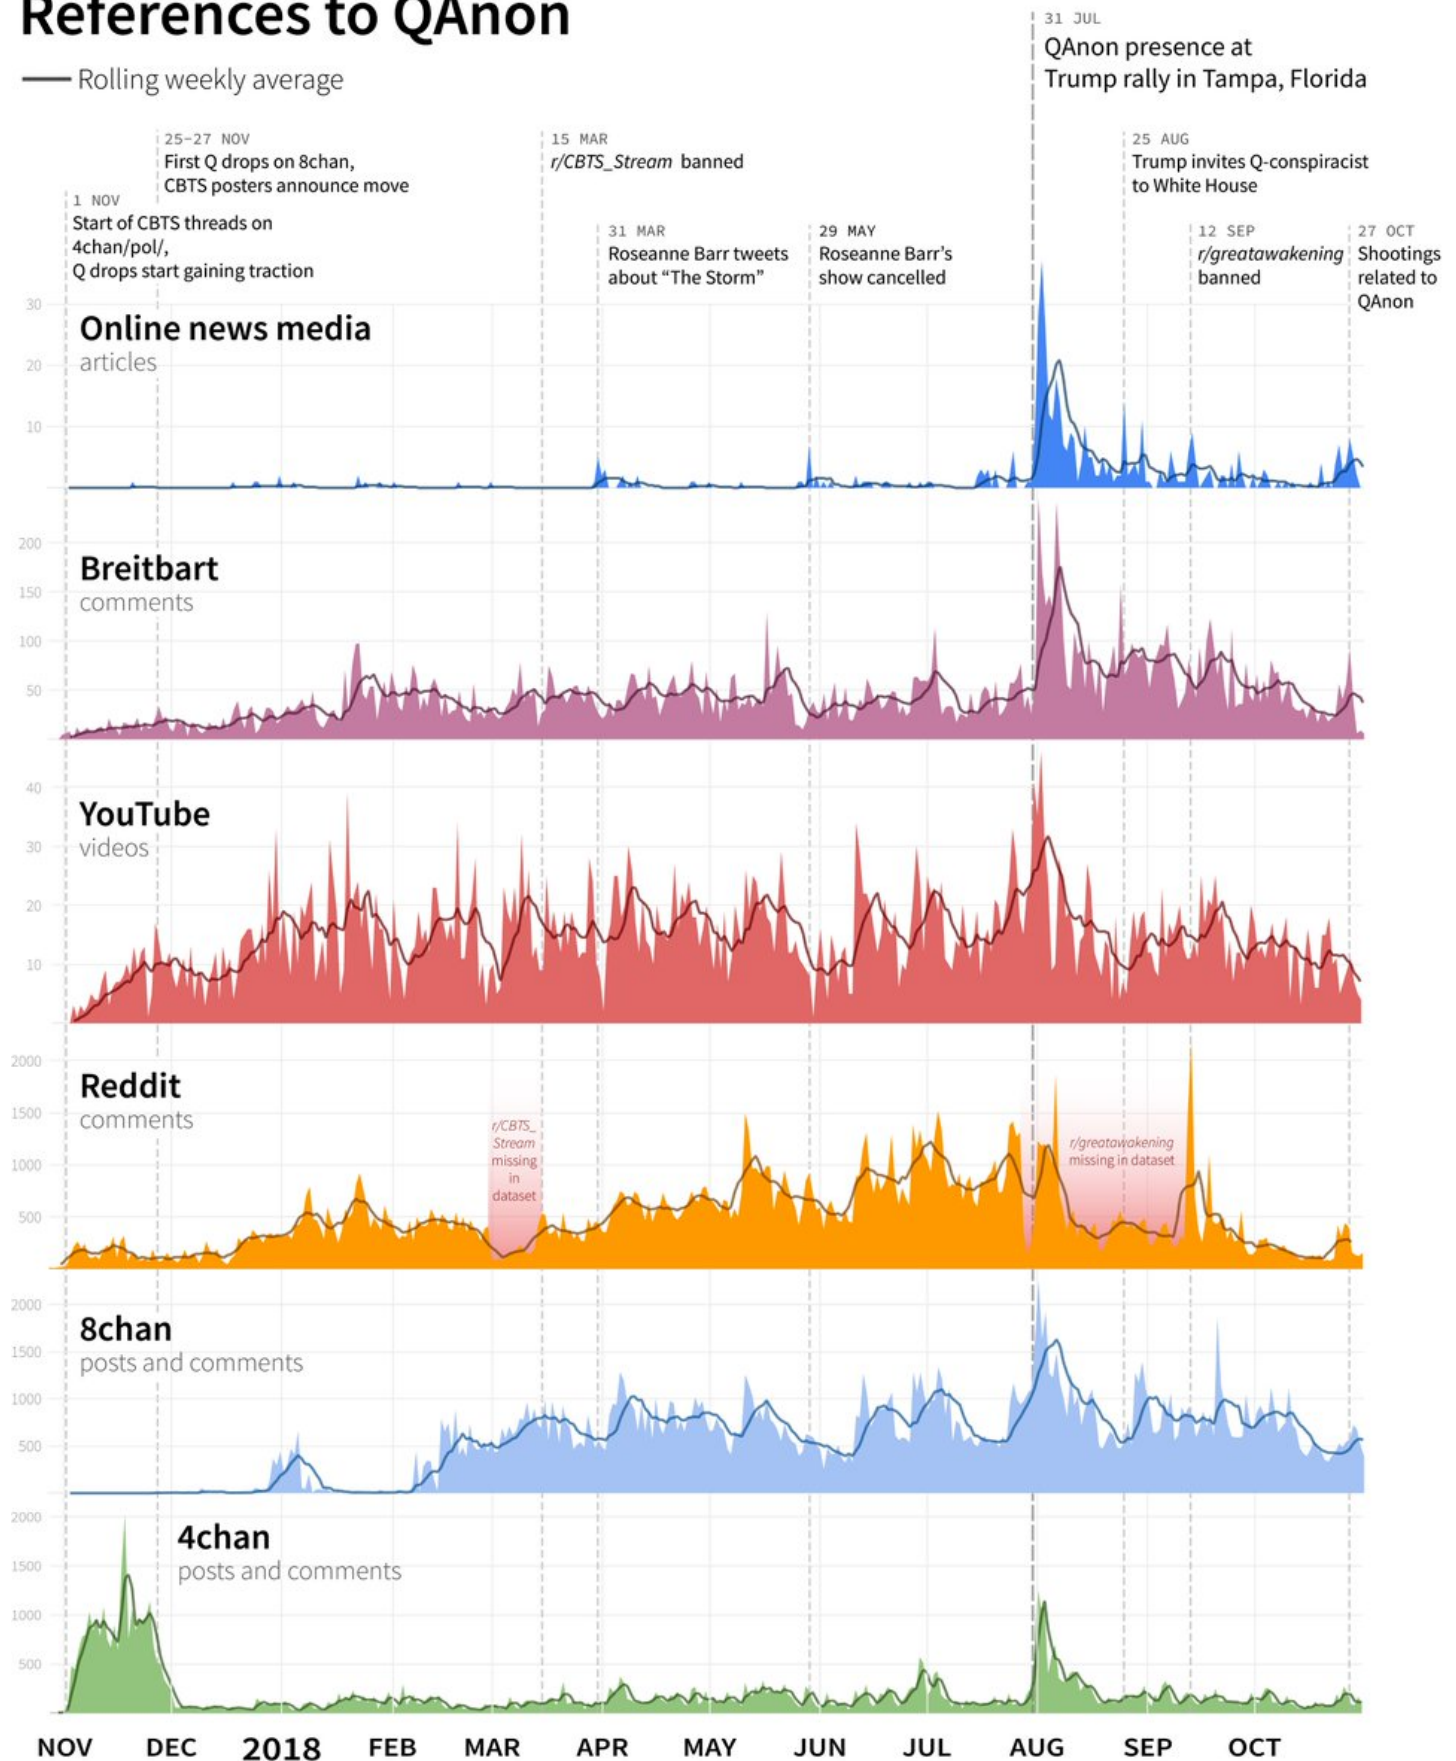 References to QAnon
Rolling weekly average
31 JUL
QAnon presence at
Trump rally in Tampa, Florida
25-27 NOV
First Q drops on 8chan,
CBTS posters announce move
15 MAR
r/CBTS_Stream banned
25 AUG
Trump invites Q-conspiracist
to White House
1 NOV
Start of CBTS threads on
4chan/pol/,
Q drops start gaining traction
31 MAR
Roseanne Barr tweets
about “The Storm”
29 MAY
Roseanne Barr’s
show cancelled
12 SEP
r/greatawakening
banned
27 OCT
Shootings
related to
QAnon
30
Online news media
articles
20
10
200
Breitbart
comments
150
100
50
40
YouTube
videos
30
20
10
2000
Reddit
comments
1500
1000
500
r/CBTS_
Stream
missing
in
dataset
r/greatawakening
missing in dataset
2000
8chan
posts and comments
1500
1000
500
2000
4chan
posts and comments
1500
1000
500
NOV DEC 2018 FEB MAR APR MAY JUN JUL AUG SEP OCT